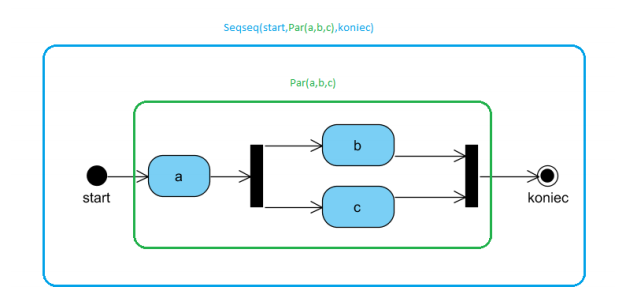 Seqseq(start,Par(a,b,c),koniec)
Par(a,b,c)
b
a
c
start
koniec